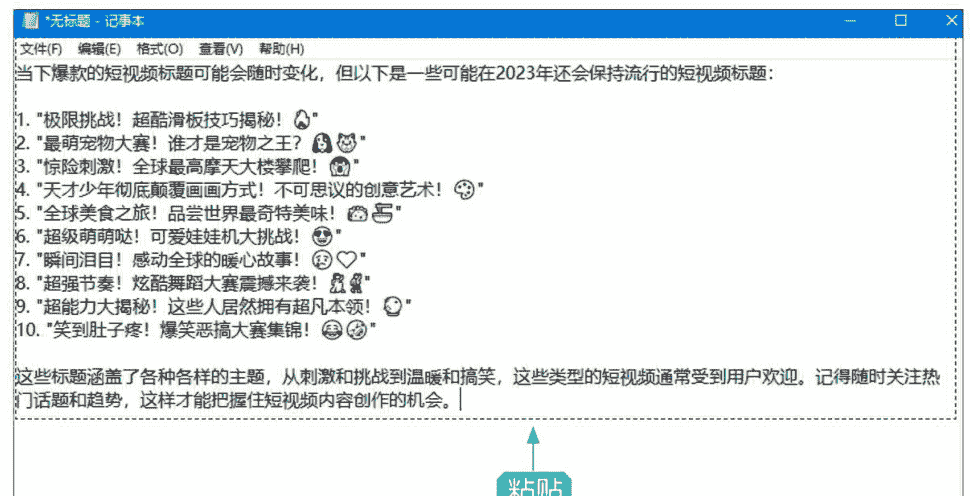 *无标题 - 记事本
文件(F) 编辑(E) 格式(O) 查看(V) 帮助(H)
当下爆款的短视频标题可能会随时变化，但以下是一些可能在2023年还会保持流行的短视频标题：
1. "极限挑战！超酷滑板技巧揭秘！🔥"
2. "最萌宠物大赛！谁才是宠物之王？🐶🐱"
3. "惊险刺激！全球最高摩天大楼攀爬！😱"
4. "天才少年彻底颠覆画画方式！不可思议的创意艺术！🎨"
5. "全球美食之旅！品尝世界最奇特美味！🍔🍜"
6. "超级萌萌哒！可爱娃娃机大挑战！😍"
7. "瞬间泪目！感动全球的暖心故事！😢❤"
8. "超强节奏！炫酷舞蹈大赛震撼来袭！💃🕺"
9. "超能力大揭秘！这些人居然拥有超凡本领！🔮"
10. "笑到肚子疼！爆笑恶搞大赛集锦！😂🤣"
这些标题涵盖了各种各样的主题，从刺激和挑战到温暖和搞笑，这些类型的短视频通常受到用户欢迎。记得随时关注热
门话题和趋势，这样才能把握住短视频内容创作的机会。
粘贴